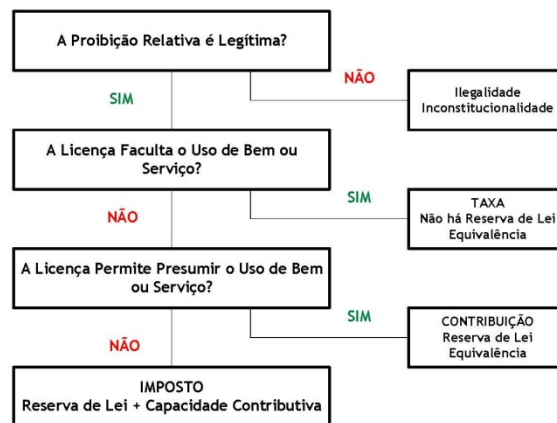 A Proibição Relativa é Legítima?
NÃO
SIM
Ilegalidade
Inconstitucionalidade
A Licença Faculta o Uso de Bem ou
Serviço?
SIM
NÃO
TAXA
Não há Reserva de Lei
Equivalência
A Licença Permite Presumir o Uso de Bem
ou Serviço?
SIM
NÃO
CONTRIBUIÇÃO
Reserva de Lei
Equivalência
IMPOSTO
Reserva de Lei + Capacidade Contributiva